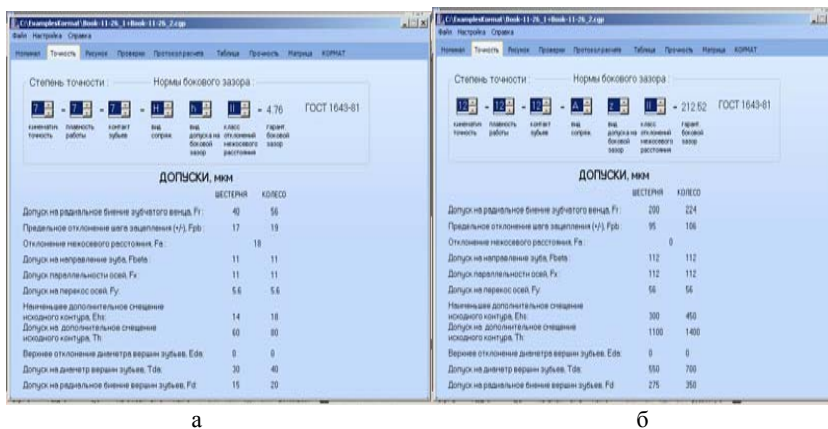 C:\ExamplesKormat\Book-11-26_1+Book-11-26_2.cgp
Файл Настройка Справка
Номинал Точность Рисунок Проверки Протокол расчета Таблица Прочность Матрица КОРМАТ
Степень точности : Нормы бокового зазора :
7 - 7 - 7 - H h II - 4.76 ГОСТ 1643-81
кинематич. точность
плавность работы
контакт зубьев
вид сопряж.
вид допуска на боковой зазор
класс отклонений межосевого расстояния
гарант. боковой зазор
ДОПУСКИ, мкм
ШЕСТЕРНЯ КОЛЕСО
Допуск на радиальное биение зубчатого венца, Fr : 40 56
Предельное отклонение шага зацепления (+/-), Fpb : 17 19
Отклонение межосевого расстояния, Fa : 18
Допуск на направление зуба, Fbeta : 11 11
Допуск параллельности осей, Fx : 11 11
Допуск на перекос осей, Fy: 5.6 5.6
Наименьшее дополнительное смещение
исходного контура, Ehs: 14 18
Допуск на дополнительное смещение
исходного контура, Th: 60 80
Верхнее отклонение диаметра вершин зубьев, Eda: 0 0
Допуск на диаметр вершин зубьев, Tda: 30 40
Допуск на радиальное биение вершин зубьев, Fd: 15 20
а
C:\ExamplesKormat\Book-11-26_1+Book-11-26_2.cgp
Файл Настройка Справка
Номинал Точность Рисунок Проверки Протокол расчета Таблица Прочность Матрица КОРМАТ
Степень точности : Нормы бокового зазора :
12 - 12 - 12 - A z II - 212.62 ГОСТ 1643-81
кинематич. точность
плавность работы
контакт зубьев
вид сопряж.
вид допуска на боковой зазор
класс отклонений межосевого расстояния
гарант. боковой зазор
ДОПУСКИ, мкм
ШЕСТЕРНЯ КОЛЕСО
Допуск на радиальное биение зубчатого венца, Fr : 200 224
Предельное отклонение шага зацепления (+/-), Fpb : 95 106
Отклонение межосевого расстояния, Fa : 0
Допуск на направление зуба, Fbeta : 112 112
Допуск параллельности осей, Fx : 112 112
Допуск на перекос осей, Fy: 56 56
Наименьшее дополнительное смещение
исходного контура, Ehs: 300 450
Допуск на дополнительное смещение
исходного контура, Th: 1100 1400
Верхнее отклонение диаметра вершин зубьев, Eda: 0 0
Допуск на диаметр вершин зубьев, Tda: 550 700
Допуск на радиальное биение вершин зубьев, Fd 275 350
б